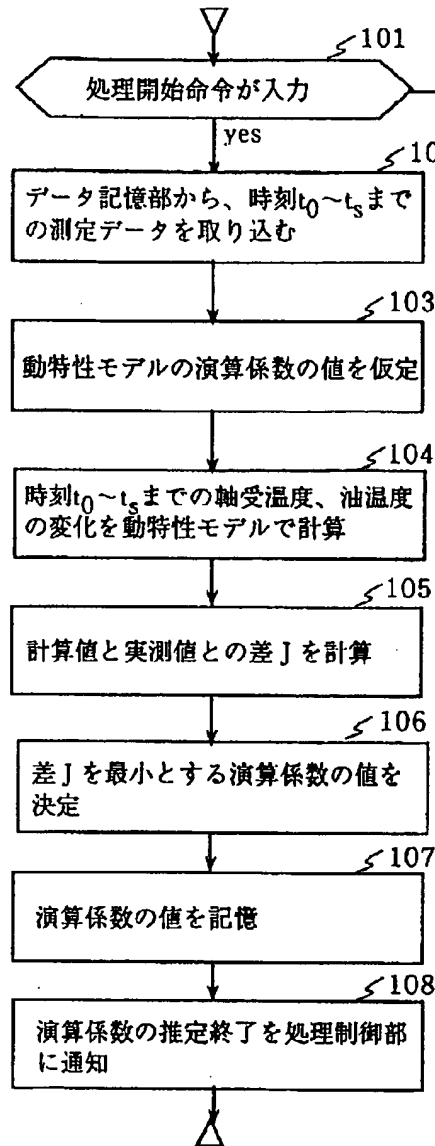 101
処理開始命令が入力
yes
10
データ記憶部から、時刻t0~tsまで
の測定データを取り込む
103
動特性モデルの演算係数の値を仮定
104
時刻t0~tsまでの軸受温度、油温度
の変化を動特性モデルで計算
105
計算値と実測値との差Jを計算
106
差Jを最小とする演算係数の値を
決定
107
演算係数の値を記憶
108
演算係数の推定終了を処理制御部
に通知